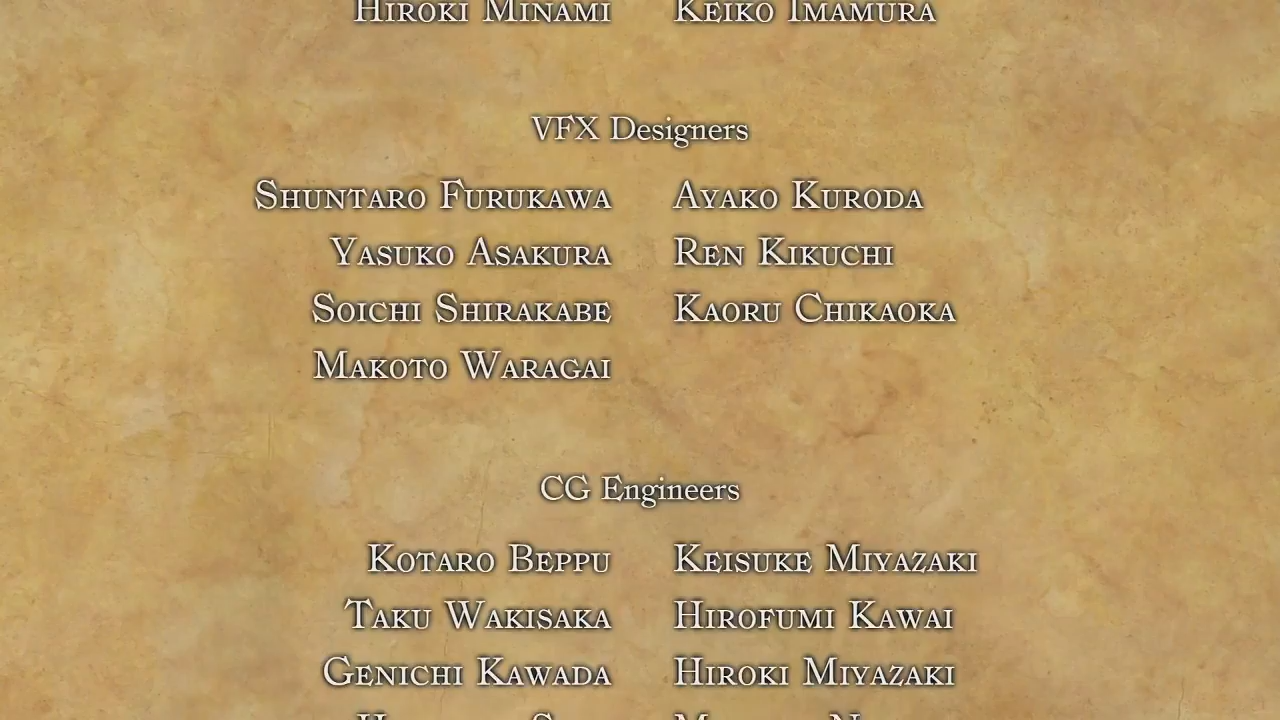 Hiroki Minami Keiko Imamura
VFX Designers
Shuntaro Furukawa Ayako Kuroda
Yasuko Asakura Ren Kikuchi
Soichi Shirakabe Kaoru Chikaoka
Makoto Waragai
CG Engineers
Kotaro Beppu Keisuke Miyazaki
Taku Wakisaka Hirofumi Kawai
Genichi Kawada Hiroki Miyazaki